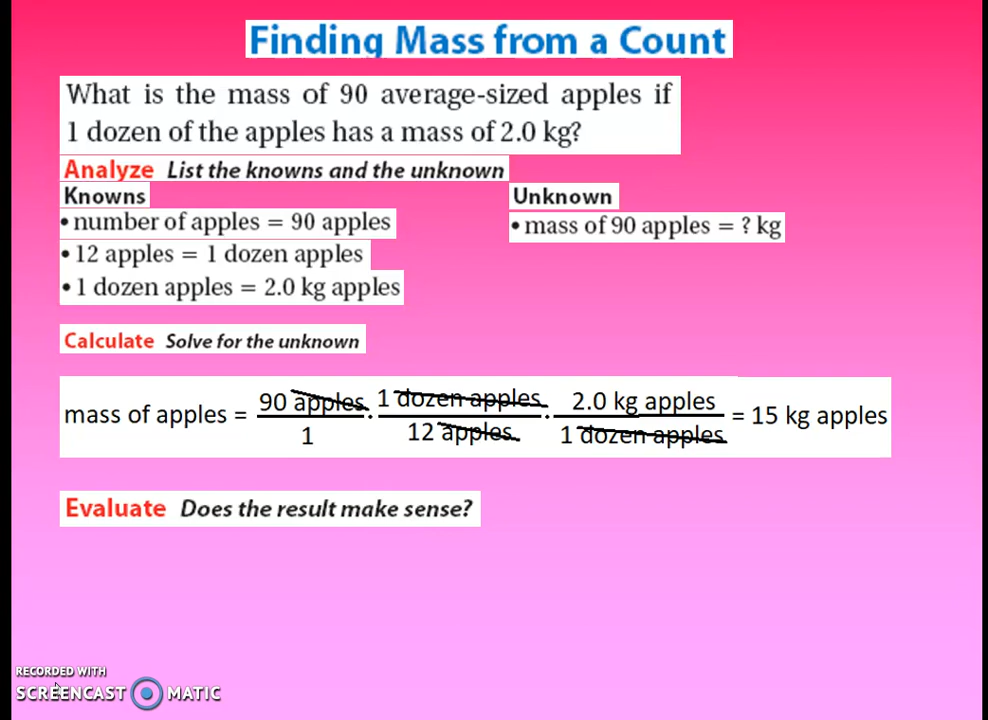 Finding Mass from a Count
What is the mass of 90 average-sized apples if
1 dozen of the apples has a mass of 2.0 kg?
Analyze List the knowns and the unknown
Knowns
• number of apples = 90 apples
• 12 apples = 1 dozen apples
• 1 dozen apples = 2.0 kg apples
Unknown
• mass of 90 apples = ? kg
Calculate Solve for the unknown
mass of apples = 90 apples/1 · 1 dozen apples/12 apples · 2.0 kg apples/1 dozen apples = 15 kg apples
Evaluate Does the result make sense?
RECORDED WITH
SCREENCAST MATIC